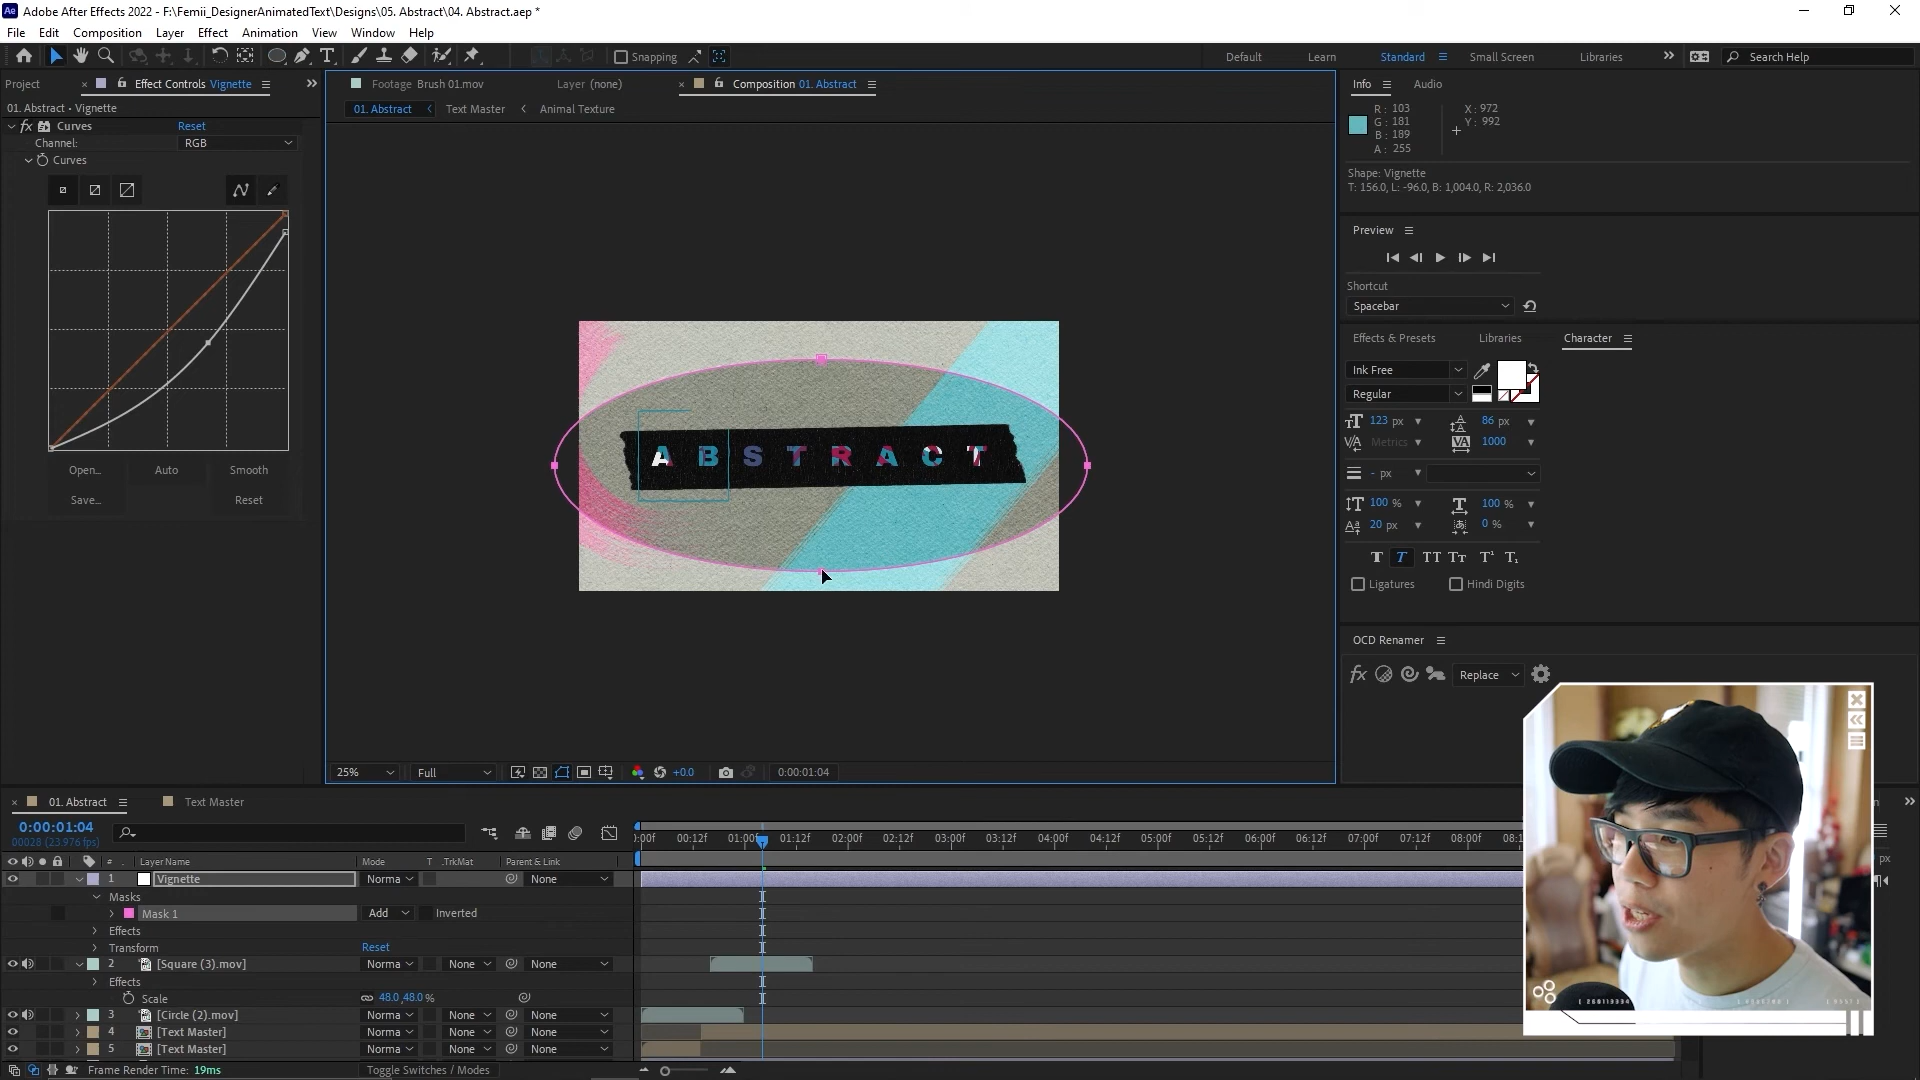 Ae Adobe After Effects 2022 - F:\Femii_DesignerAnimatedText\Designs\05. Abstract\04. Abstract.aep *
File Edit Composition Layer Effect Animation View Window Help
Snapping Default Learn Standard Small Screen Libraries Search Help
Project Effect Controls Vignette
01. Abstract • Vignette
fx Curves Reset
Channel: RGB
Curves
Open... Auto Smooth
Save... Reset
Footage Brush 01.mov Layer (none) Composition 01. Abstract
01. Abstract Text Master Animal Texture
ABSTRACT
25% Full +0.0 0:00:01:04
Info Audio
R: 103 X: 972
G: 181 Y: 992
B: 189
A: 255
Shape: Vignette
T: 156.0, L: -96.0, B: 1,004.0, R: 2,036.0
Preview
Shortcut
Spacebar
Effects & Presets Libraries Character
Ink Free
Regular
123 px 86 px
Metrics 1000
- px
100 % 100 %
20 px 0 %
T T TT Tt T¹ T₁
Ligatures Hindi Digits
OCD Renamer
fx Replace
01. Abstract Text Master
0:00:01:04
00028 (23.976 fps)
:00f 00:12f 01:00f 01:12f 02:00f 02:12f 03:00f 03:12f 04:00f 04:12f 05:00f 05:12f 06:00f 06:12f 07:00f 07:12f 08:00f
# Layer Name Mode T .TrkMat Parent & Link
1 Vignette Norma None
Masks
Mask 1 Add Inverted
Effects
Transform Reset
2 [Square (3).mov] Norma None None
Effects
Scale 48.0,48.0 %
3 [Circle (2).mov] Norma None None
4 [Text Master] Norma None None
5 [Text Master] Norma None None
Frame Render Time: 19ms Toggle Switches / Modes
px